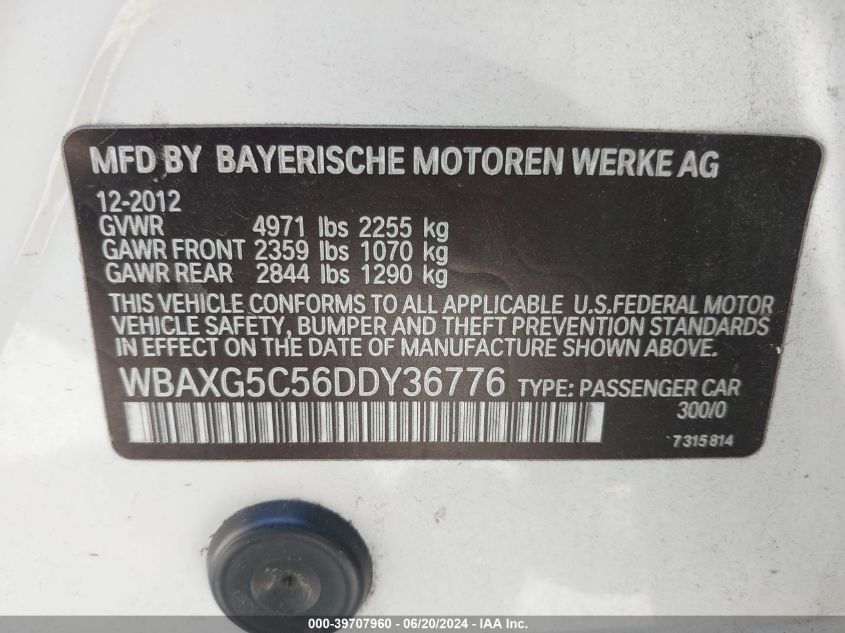 MFD BY BAYERISCHE MOTOREN WERKE AG
12-2012
GVWR 4971 lbs 2255 kg
GAWR FRONT 2359 lbs 1070 kg
GAWR REAR 2844 lbs 1290 kg
THIS VEHICLE CONFORMS TO ALL APPLICABLE U.S.FEDERAL MOTOR
VEHICLE SAFETY, BUMPER AND THEFT PREVENTION STANDARDS
IN EFFECT ON THE DATE OF MANUFACTURE SHOWN ABOVE.
WBAXG5C56DDY36776 TYPE: PASSENGER CAR
300/0
7315814
000-39707960 - 06/20/2024 - IAA Inc.